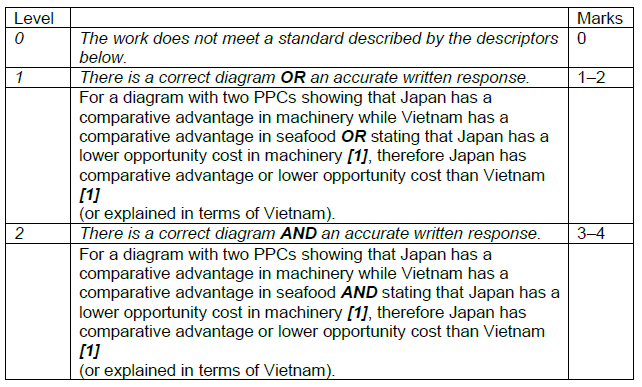 Level Marks
0 The work does not meet a standard described by the descriptors 0
below.
1 There is a correct diagram OR an accurate written response. 1–2
For a diagram with two PPCs showing that Japan has a
comparative advantage in machinery while Vietnam has a
comparative advantage in seafood OR stating that Japan has a
lower opportunity cost in machinery [1], therefore Japan has
comparative advantage or lower opportunity cost than Vietnam
[1]
(or explained in terms of Vietnam).
2 There is a correct diagram AND an accurate written response. 3–4
For a diagram with two PPCs showing that Japan has a
comparative advantage in machinery while Vietnam has a
comparative advantage in seafood AND stating that Japan has a
lower opportunity cost in machinery [1], therefore Japan has
comparative advantage or lower opportunity cost than Vietnam
[1]
(or explained in terms of Vietnam).